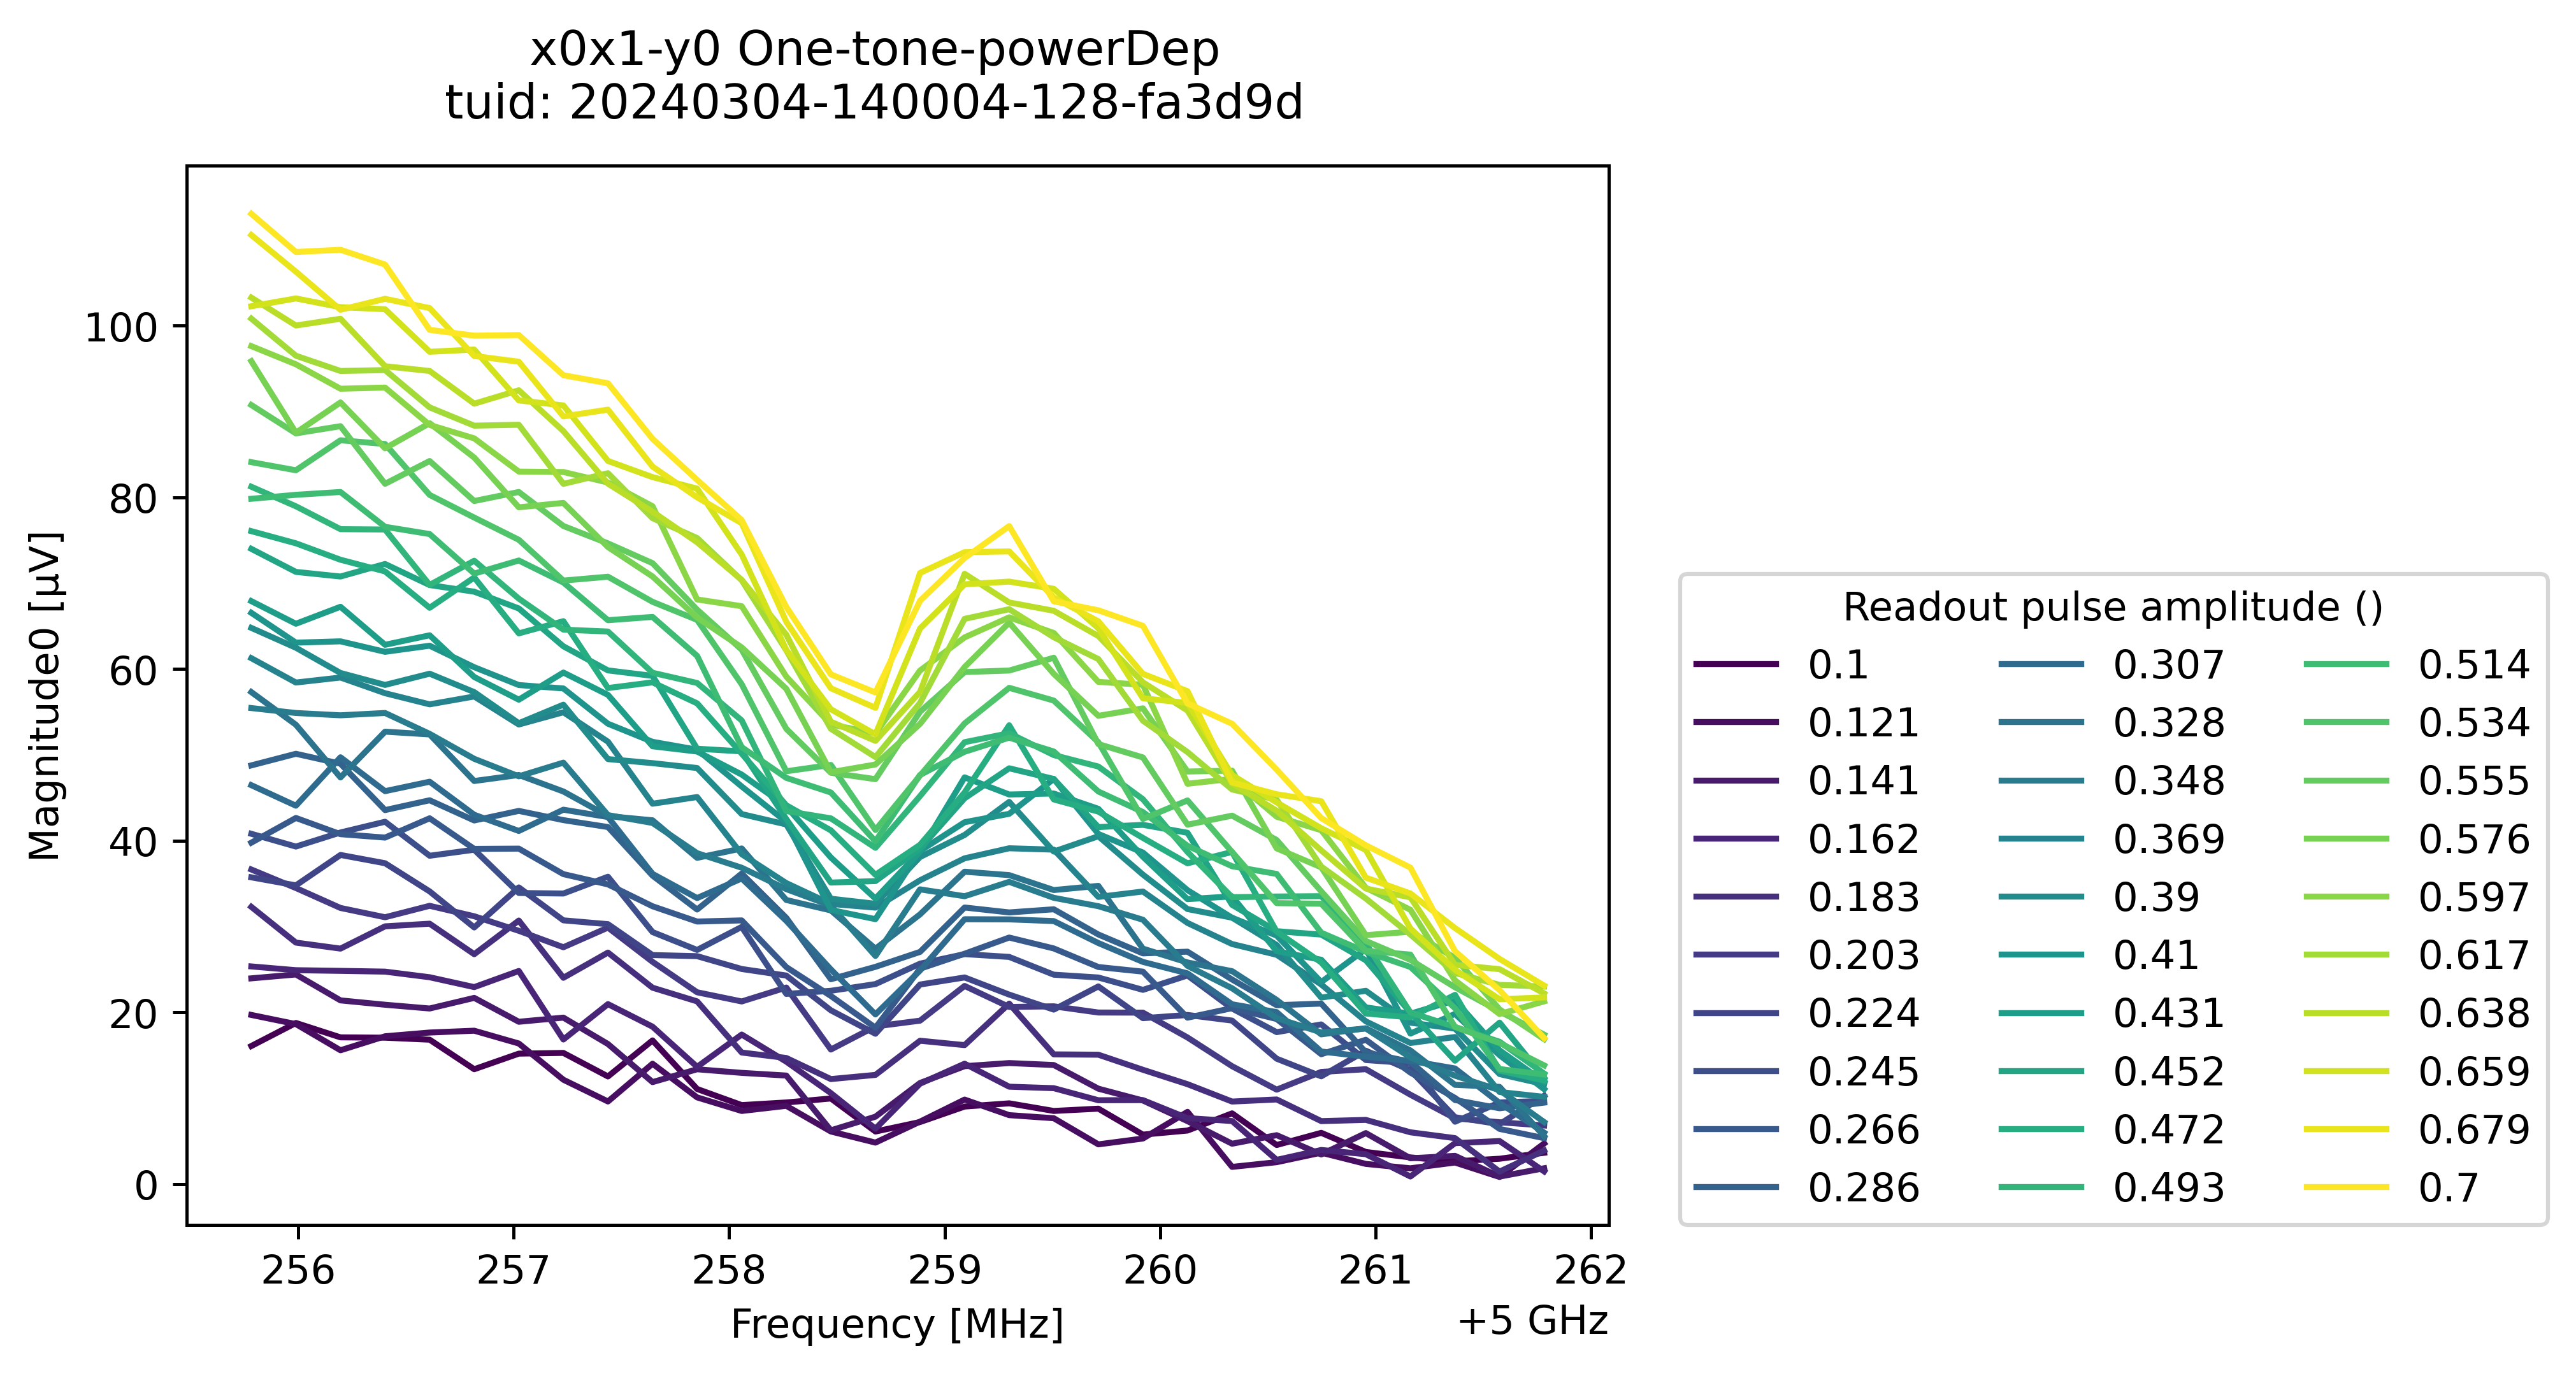 x0x1-y0 One-tone-powerDep
tuid: 20240304-140004-128-fa3d9d
Magnitude0 [µV]
100
80
60
40
20
0
256 257 258 259 260 261 262
Frequency [MHz]
+5 GHz
Readout pulse amplitude ()
0.1 0.307 0.514
0.121 0.328 0.534
0.141 0.348 0.555
0.162 0.369 0.576
0.183 0.39 0.597
0.203 0.41 0.617
0.224 0.431 0.638
0.245 0.452 0.659
0.266 0.472 0.679
0.286 0.493 0.7